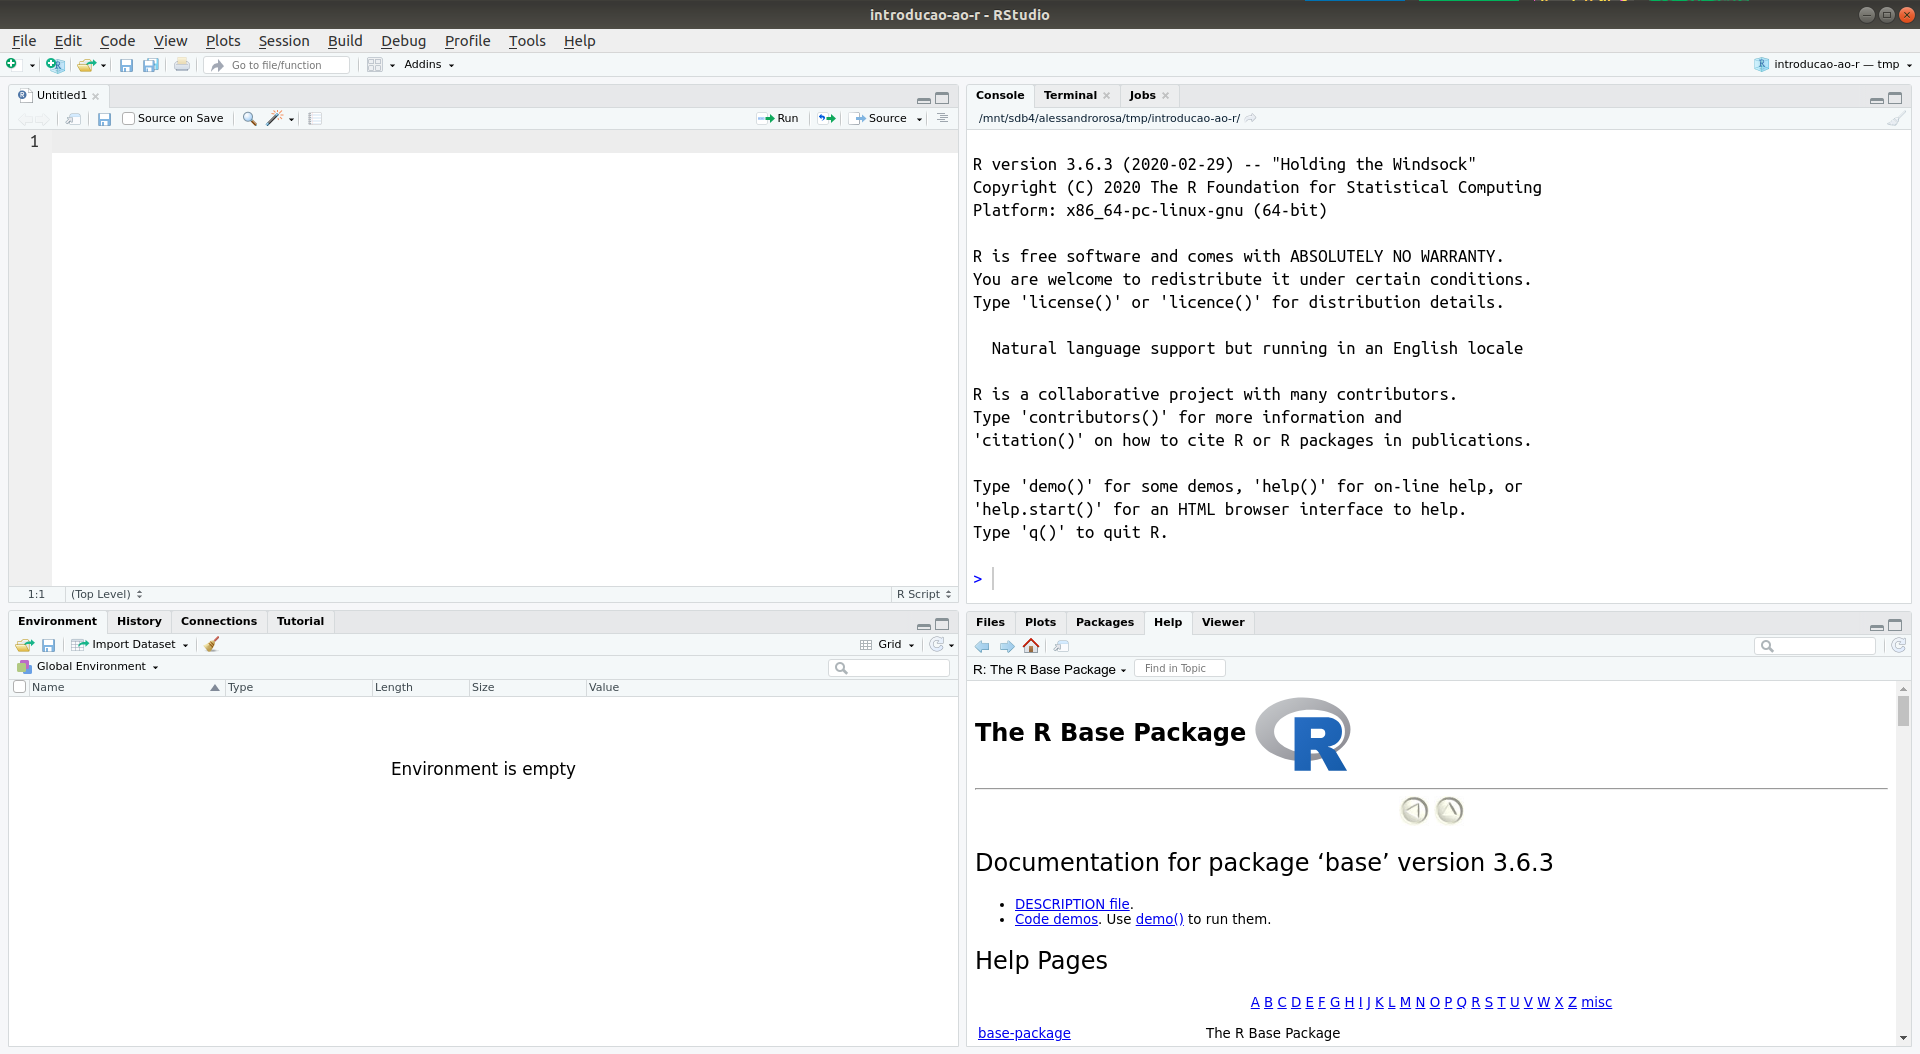 introducao-ao-r - RStudio
File Edit Code View Plots Session Build Debug Profile Tools Help
Go to file/function Addins introducao-ao-r — tmp
Untitled1
Source on Save Run Source
1
1:1 (Top Level) R Script
Console Terminal Jobs
/mnt/sdb4/alessandrorosa/tmp/introducao-ao-r/
R version 3.6.3 (2020-02-29) -- "Holding the Windsock"
Copyright (C) 2020 The R Foundation for Statistical Computing
Platform: x86_64-pc-linux-gnu (64-bit)
R is free software and comes with ABSOLUTELY NO WARRANTY.
You are welcome to redistribute it under certain conditions.
Type 'license()' or 'licence()' for distribution details.
Natural language support but running in an English locale
R is a collaborative project with many contributors.
Type 'contributors()' for more information and
'citation()' on how to cite R or R packages in publications.
Type 'demo()' for some demos, 'help()' for on-line help, or
'help.start()' for an HTML browser interface to help.
Type 'q()' to quit R.
>
Environment History Connections Tutorial
Import Dataset Grid
Global Environment
Name Type Length Size Value
Environment is empty
Files Plots Packages Help Viewer
R: The R Base Package Find in Topic
The R Base Package R
Documentation for package ‘base’ version 3.6.3
• DESCRIPTION file.
• Code demos. Use demo() to run them.
Help Pages
A B C D E F G H I J K L M N O P Q R S T U V W X Z misc
base-package The R Base Package